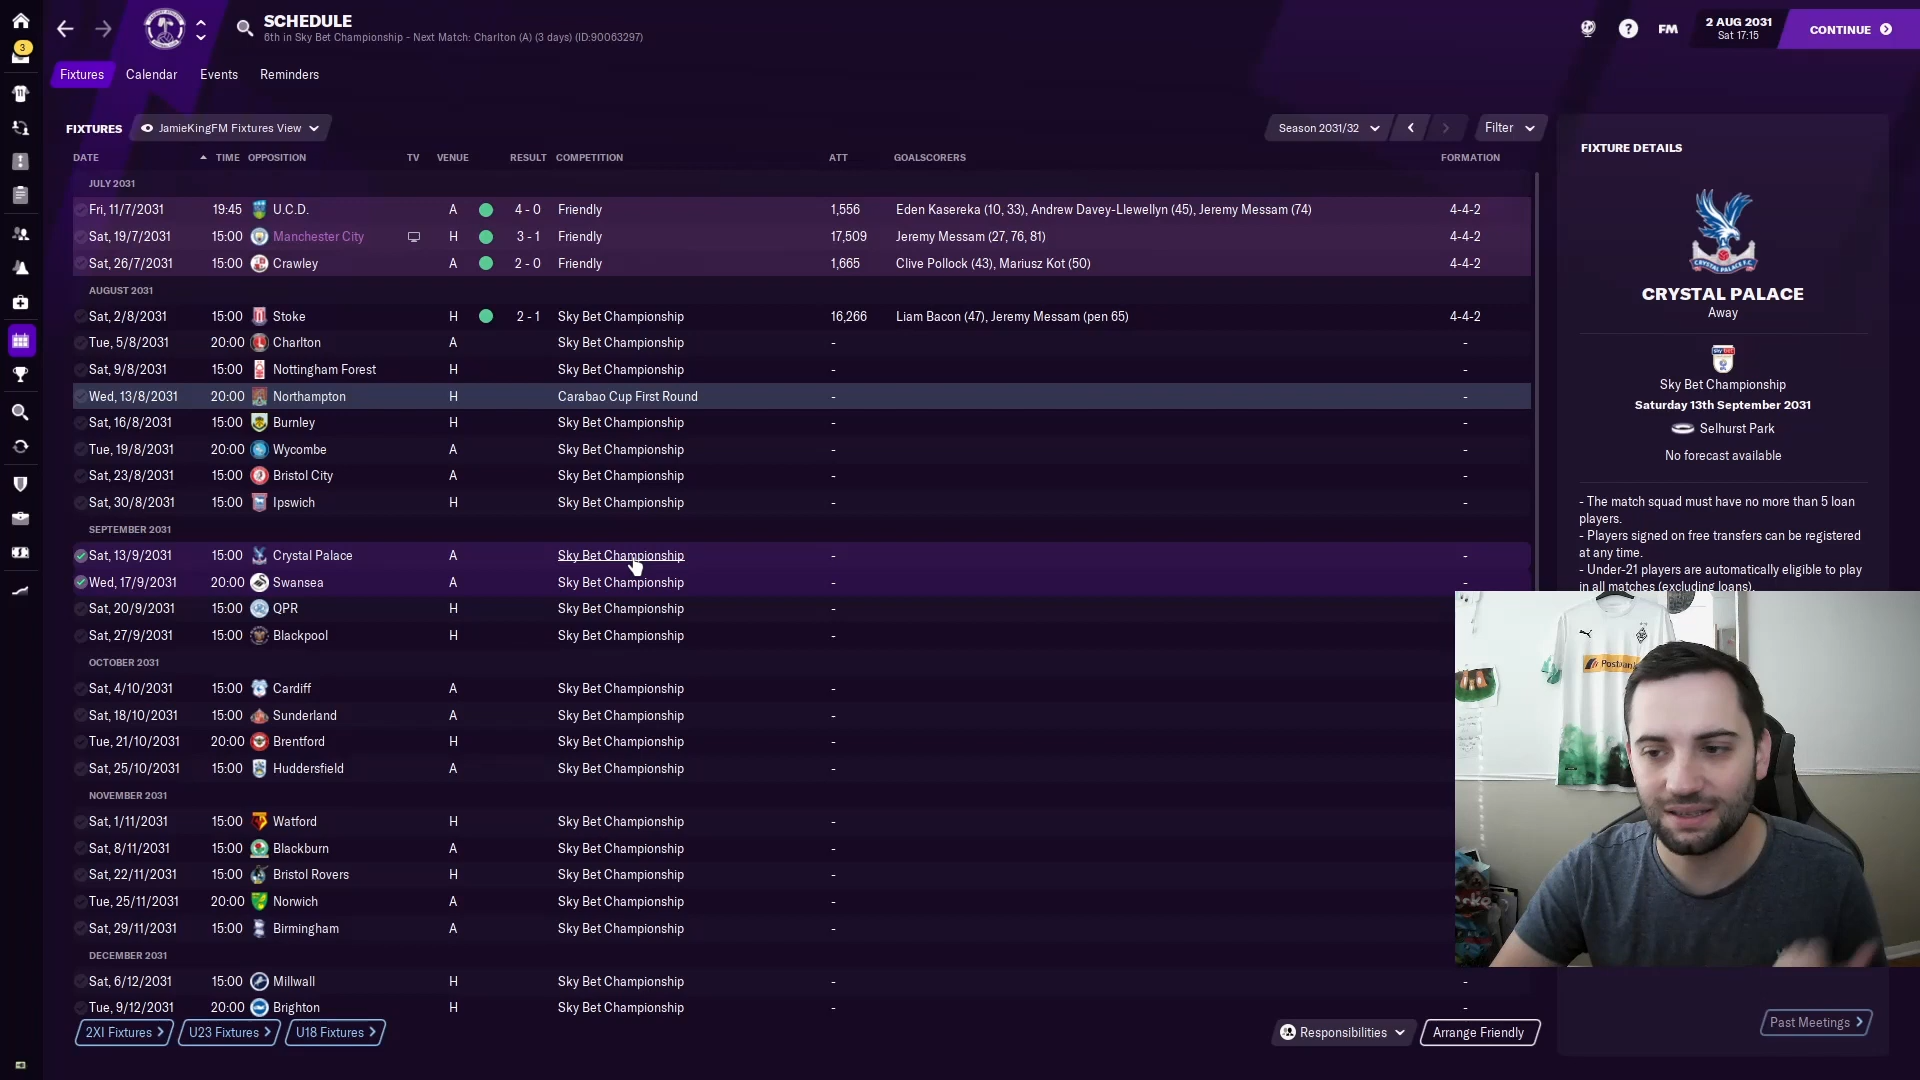 SCHEDULE
6th in Sky Bet Championship - Next Match: Charlton (A) (3 days) (ID:90063297)
3
FM
2 AUG 2031
Sat 17:15
CONTINUE
Fixtures Calendar Events Reminders
FIXTURES JamieKingFM Fixtures View Season 2031/32 Filter
DATE TIME OPPOSITION TV VENUE RESULT COMPETITION ATT GOALSCORERS FORMATION
JULY 2031
Fri, 11/7/2031 19:45 U.C.D. A 4 - 0 Friendly 1,556 Eden Kasereka (10, 33), Andrew Davey-Llewellyn (45), Jeremy Messam (74) 4-4-2
Sat, 19/7/2031 15:00 Manchester City H 3 - 1 Friendly 17,509 Jeremy Messam (27, 76, 81) 4-4-2
Sat, 26/7/2031 15:00 Crawley A 2 - 0 Friendly 1,665 Clive Pollock (43), Mariusz Kot (50) 4-4-2
AUGUST 2031
Sat, 2/8/2031 15:00 Stoke H 2 - 1 Sky Bet Championship 16,266 Liam Bacon (47), Jeremy Messam (pen 65) 4-4-2
Tue, 5/8/2031 20:00 Charlton A Sky Bet Championship - -
Sat, 9/8/2031 15:00 Nottingham Forest H Sky Bet Championship - -
Wed, 13/8/2031 20:00 Northampton H Carabao Cup First Round - -
Sat, 16/8/2031 15:00 Burnley H Sky Bet Championship - -
Tue, 19/8/2031 20:00 Wycombe A Sky Bet Championship - -
Sat, 23/8/2031 15:00 Bristol City A Sky Bet Championship - -
Sat, 30/8/2031 15:00 Ipswich H Sky Bet Championship - -
SEPTEMBER 2031
Sat, 13/9/2031 15:00 Crystal Palace A Sky Bet Championship - -
Wed, 17/9/2031 20:00 Swansea A Sky Bet Championship - -
Sat, 20/9/2031 15:00 QPR H Sky Bet Championship -
Sat, 27/9/2031 15:00 Blackpool H Sky Bet Championship -
OCTOBER 2031
Sat, 4/10/2031 15:00 Cardiff A Sky Bet Championship -
Sat, 18/10/2031 15:00 Sunderland A Sky Bet Championship -
Tue, 21/10/2031 20:00 Brentford H Sky Bet Championship -
Sat, 25/10/2031 15:00 Huddersfield A Sky Bet Championship -
NOVEMBER 2031
Sat, 1/11/2031 15:00 Watford H Sky Bet Championship -
Sat, 8/11/2031 15:00 Blackburn A Sky Bet Championship -
Sat, 22/11/2031 15:00 Bristol Rovers H Sky Bet Championship -
Tue, 25/11/2031 20:00 Norwich A Sky Bet Championship -
Sat, 29/11/2031 15:00 Birmingham A Sky Bet Championship -
DECEMBER 2031
Sat, 6/12/2031 15:00 Millwall H Sky Bet Championship - -
Tue, 9/12/2031 20:00 Brighton H Sky Bet Championship - -
2XI Fixtures U23 Fixtures U18 Fixtures Responsibilities Arrange Friendly
FIXTURE DETAILS
CRYSTAL PALACE F.C.
CRYSTAL PALACE
Away
sky bet
Sky Bet Championship
Saturday 13th September 2031
Selhurst Park
No forecast available
- The match squad must have no more than 5 loan
players.
- Players signed on free transfers can be registered
at any time.
- Under-21 players are automatically eligible to play
in all matches (excluding loans).
Postbank
Past Meetings